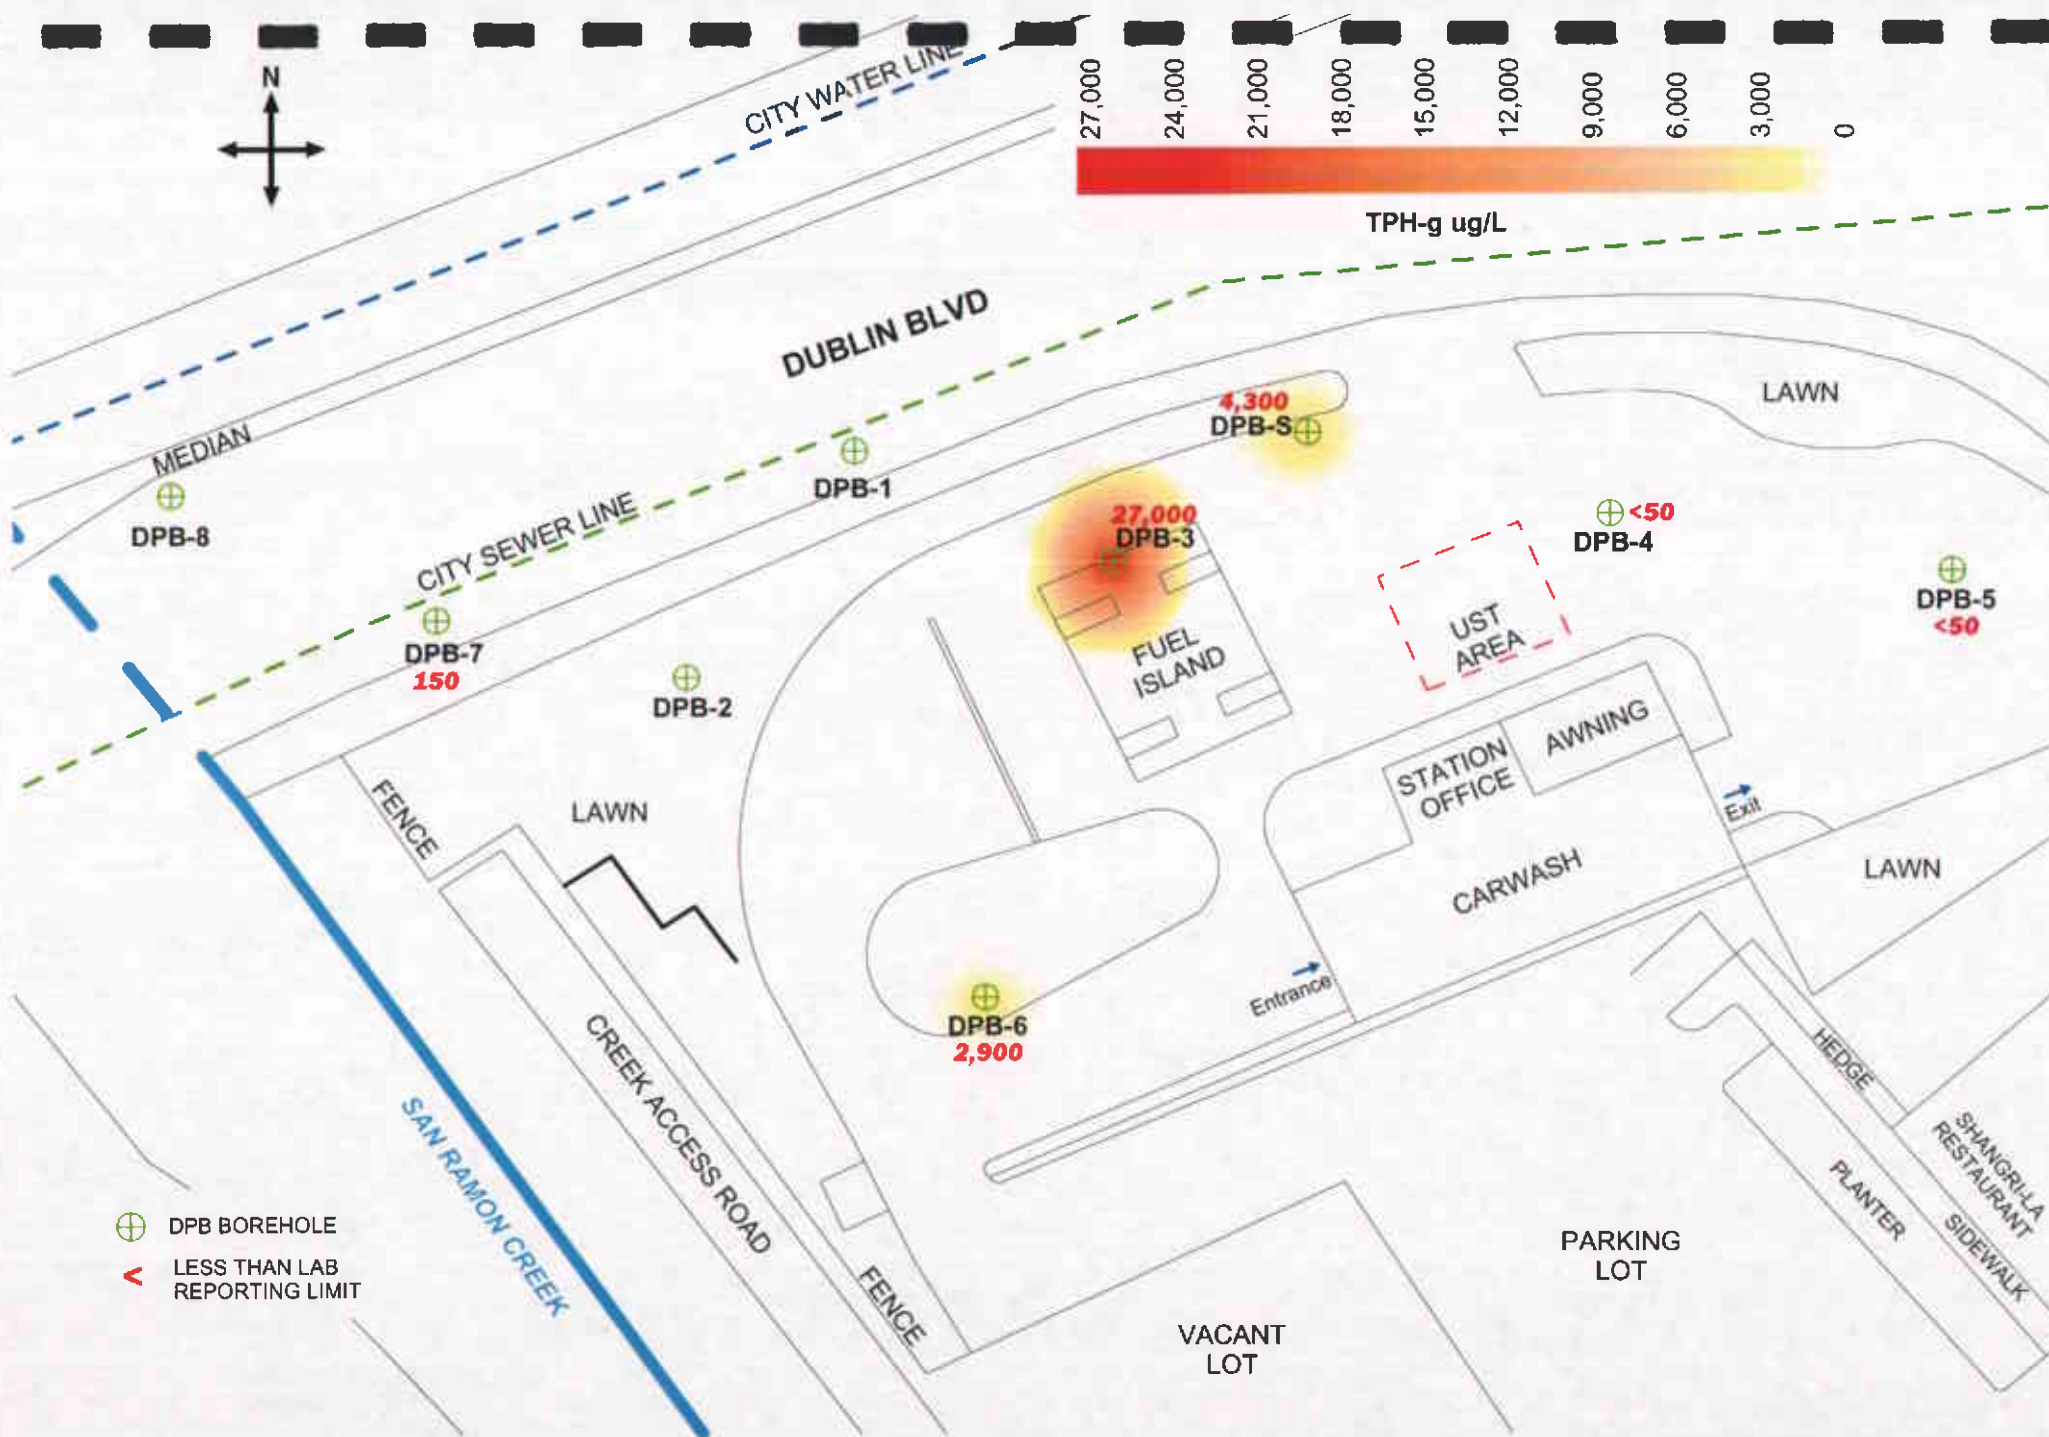 N
CITY WATER LINE
27,000
24,000
21,000
18,000
15,000
12,000
9,000
6,000
3,000
0
TPH-g ug/L
DUBLIN BLVD
MEDIAN
DPB-8
CITY SEWER LINE
DPB-1
4,300
DPB-S
LAWN
27,000
DPB-3
<50
DPB-4
DPB-5
<50
DPB-7
150
DPB-2
FUEL
ISLAND
UST
AREA
AWNING
STATION
OFFICE
Exit
FENCE
LAWN
CARWASH
LAWN
Entrance
DPB-6
2,900
CREEK ACCESS ROAD
SAN RAMON CREEK
HEDGE
SHANGRI-LA
RESTAURANT
PLANTER
SIDEWALK
DPB BOREHOLE
< LESS THAN LAB
REPORTING LIMIT
FENCE
PARKING
LOT
VACANT
LOT